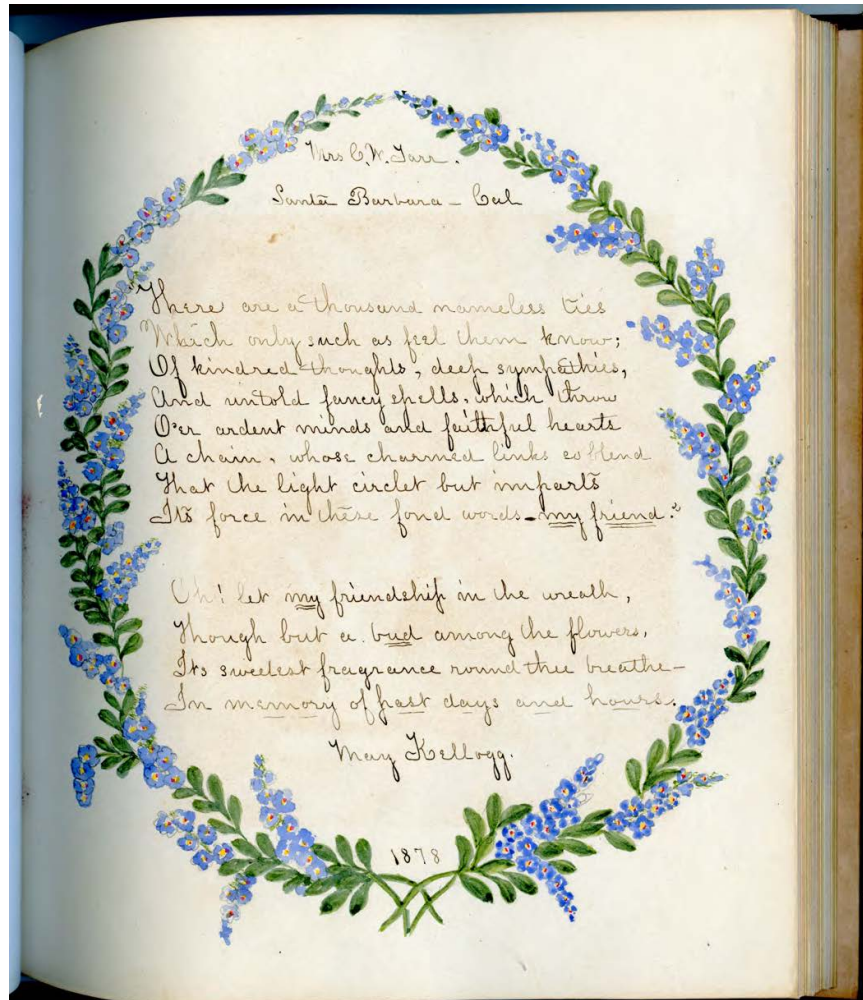 Mrs C. W. Tarr.
Santa Barbara – Cal
There are a thousand nameless ties
Which only such as feel them know;
Of kindred thoughts, deep sympathies,
And untold fancy spells, which throw
O'er ardent minds and faithful hearts
A chain, whose charmed links so blend
That the light circlet but imparts
Its force in these fond words – my friend."
Oh! let my friendship in the wreath,
Though but a bud among the flowers,
Its sweetest fragrance round thee breathe –
In memory of past days and hours.
May Kellogg.
1878